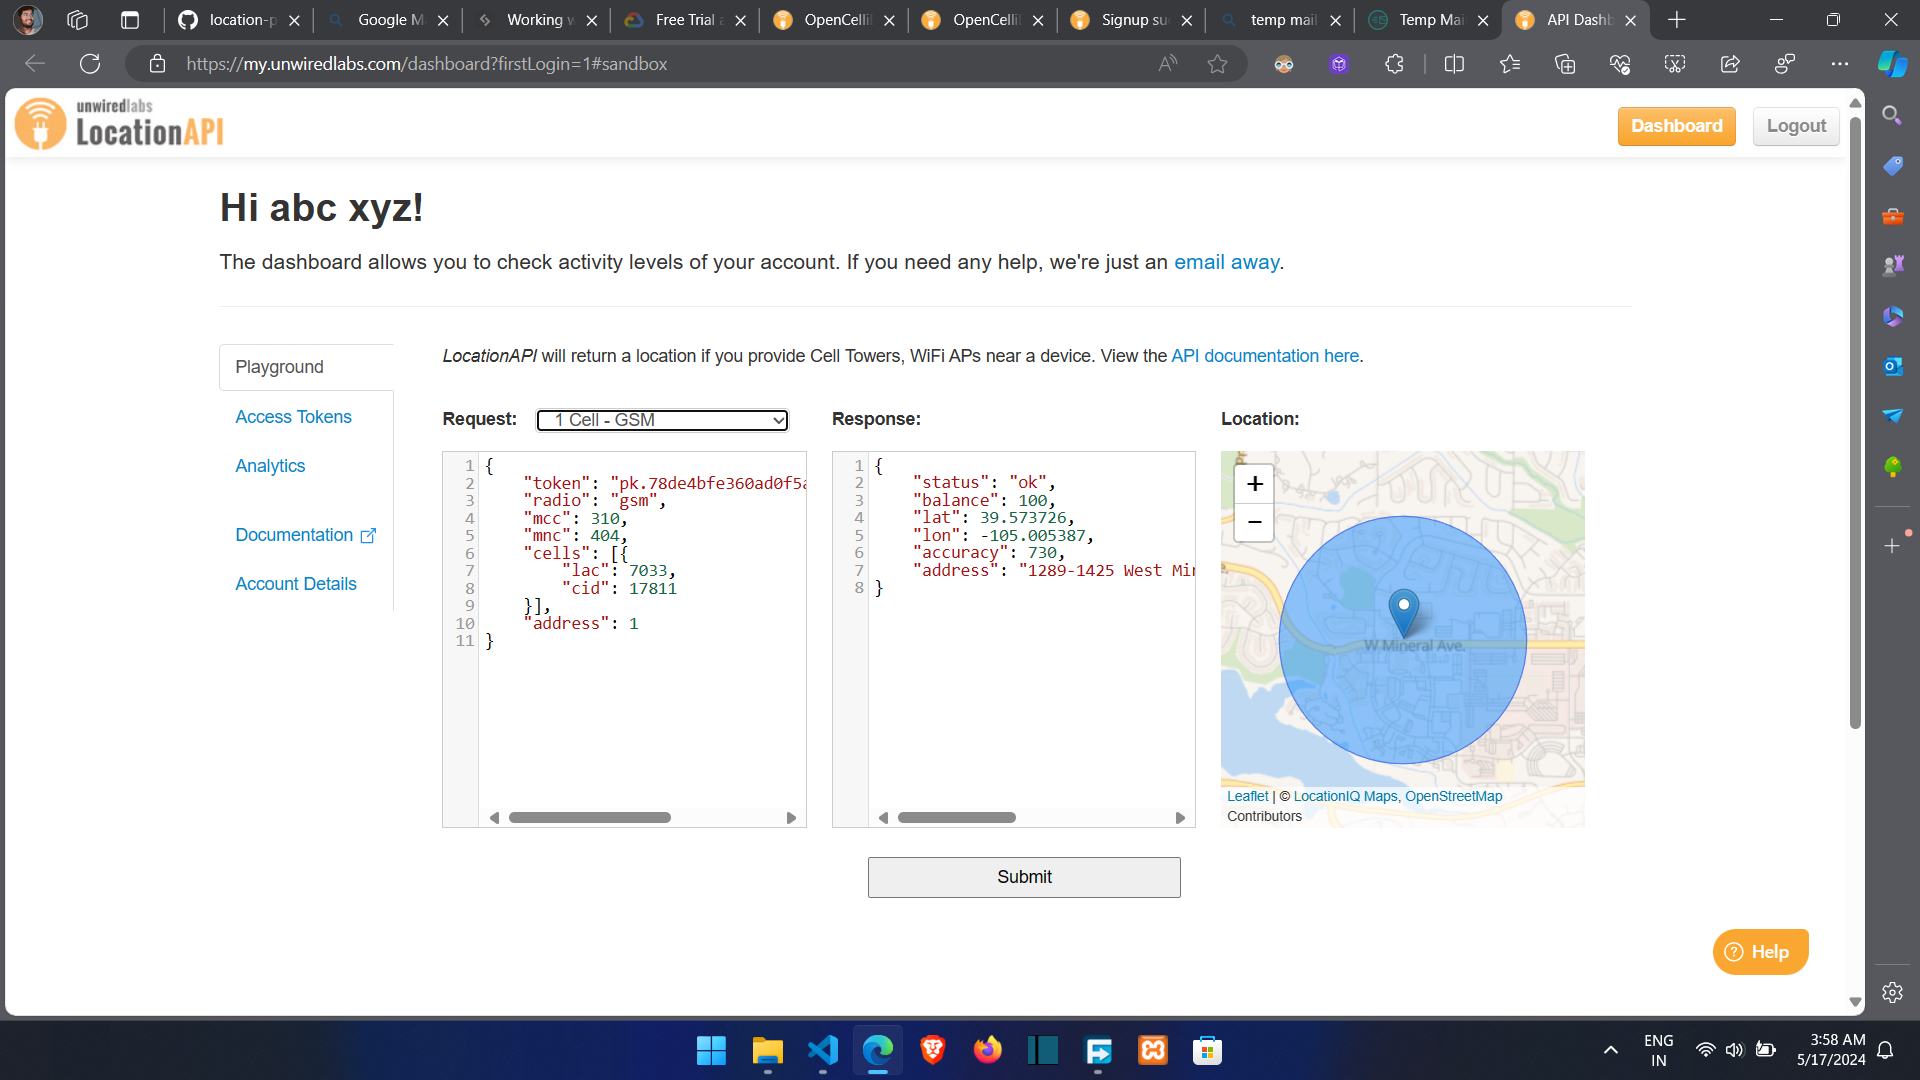 location-p
Google M
Working w
Free Trial a
OpenCelli
OpenCelli
Signup su
temp mail
Temp Mai
API Dashb
https://my.unwiredlabs.com/dashboard?firstLogin=1#sandbox
unwiredlabs
LocationAPI
Dashboard
Logout
Hi abc xyz!
The dashboard allows you to check activity levels of your account. If you need any help, we're just an email away.
Playground
Access Tokens
Analytics
Documentation
Account Details
LocationAPI will return a location if you provide Cell Towers, WiFi APs near a device. View the API documentation here.
Request:
1 Cell - GSM
1 {
2 "token": "pk.78de4bfe360ad0f5a
3 "radio": "gsm",
4 "mcc": 310,
5 "mnc": 404,
6 "cells": [{
7 "lac": 7033,
8 "cid": 17811
9 }],
10 "address": 1
11 }
Response:
1 {
2 "status": "ok",
3 "balance": 100,
4 "lat": 39.573726,
5 "lon": -105.005387,
6 "accuracy": 730,
7 "address": "1289-1425 West Min
8 }
Location:
+
−
W Mineral Ave.
Leaflet | © LocationIQ Maps, OpenStreetMap
Contributors
Submit
? Help
ENG
IN
3:58 AM
5/17/2024